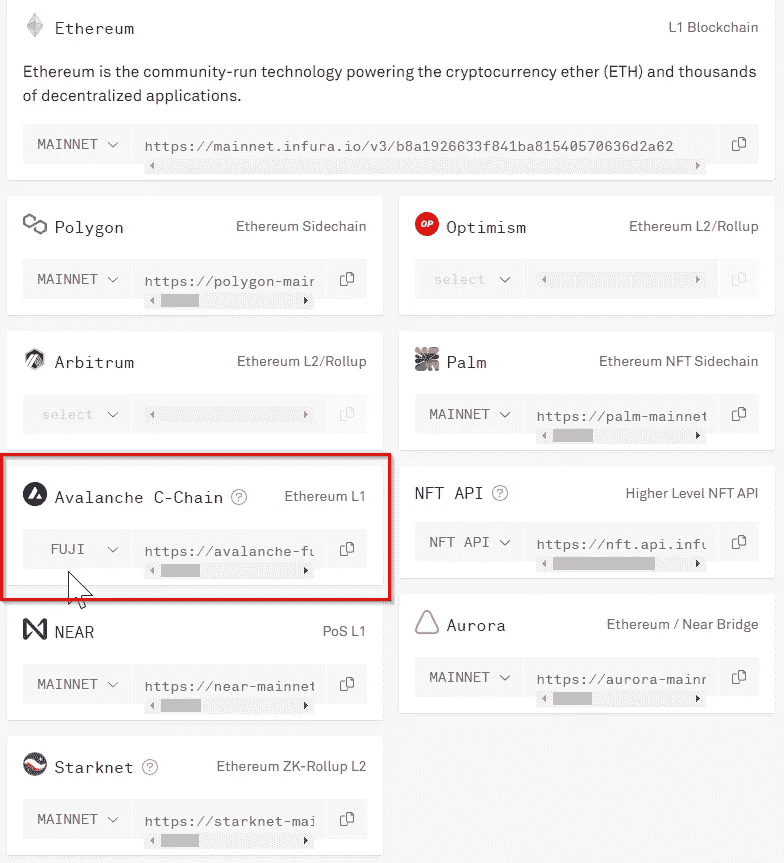 Ethereum
L1 Blockchain
Ethereum is the community-run technology powering the cryptocurrency ether (ETH) and thousands
of decentralized applications.
MAINNET
https://mainnet.infura.io/v3/b8a1926633f841ba81540570636d2a62
Polygon
Ethereum Sidechain
MAINNET
https://polygon-mair
OP
Optimism
Ethereum L2/Rollup
select
Arbitrum
Ethereum L2/Rollup
select
Palm
Ethereum NFT Sidechain
MAINNET
https://palm-mainnet
Avalanche C-Chain ?
Ethereum L1
FUJI
https://avalanche-fu
NFT API ?
Higher Level NFT API
NFT API
https://nft.api.infu
NEAR
PoS L1
MAINNET
https://near-mainnet
Aurora
Ethereum / Near Bridge
MAINNET
https://aurora-mainr
Starknet ?
Ethereum ZK-Rollup L2
MAINNET
https://starknet-mai